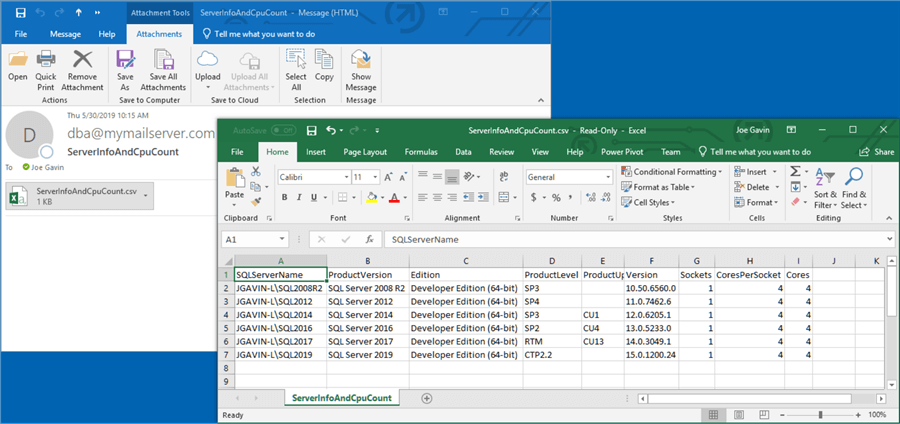 Attachment Tools ServerInfoAndCpuCount - Message (HTML)
File Message Help Attachments Tell me what you want to do
Open Quick Print Remove Attachment Save As Save All Attachments Upload Upload All Attachments Select All Copy Show Message
Actions Save to Computer Save to Cloud Selection Message
Thu 5/30/2019 10:15 AM
D dba@mymailserver.com
ServerInfoAndCpuCount
To Joe Gavin
ServerInfoAndCpuCount.csv
1 KB
AutoSave Off ServerInfoAndCpuCount.csv - Read-Only - Excel Joe Gavin
File Home Insert Page Layout Formulas Data Review View Help Power Pivot Team Tell me what you want to do Share
Paste Calibri 11 A A General Conditional Formatting Insert
B I U A $ % , Format as Table Delete Sort & Filter Find & Select
Cell Styles Format
Clipboard Font Alignment Number Styles Cells Editing
A1 fx SQLServerName
A B C D E F G H I J K
1 SQLServerName ProductVersion Edition ProductLevel ProductUp Version Sockets CoresPerSocket Cores
2 JGAVIN-L\SQL2008R2 SQL Server 2008 R2 Developer Edition (64-bit) SP3 10.50.6560.0 1 4 4
3 JGAVIN-L\SQL2012 SQL Server 2012 Developer Edition (64-bit) SP4 11.0.7462.6 1 4 4
4 JGAVIN-L\SQL2014 SQL Server 2014 Developer Edition (64-bit) SP3 CU1 12.0.6205.1 1 4 4
5 JGAVIN-L\SQL2016 SQL Server 2016 Developer Edition (64-bit) SP2 CU4 13.0.5233.0 1 4 4
6 JGAVIN-L\SQL2017 SQL Server 2017 Developer Edition (64-bit) RTM CU13 14.0.3049.1 1 4 4
7 JGAVIN-L\SQL2019 SQL Server 2019 Developer Edition (64-bit) CTP2.2 15.0.1200.24 1 4 4
8
9
ServerInfoAndCpuCount
Ready 100%